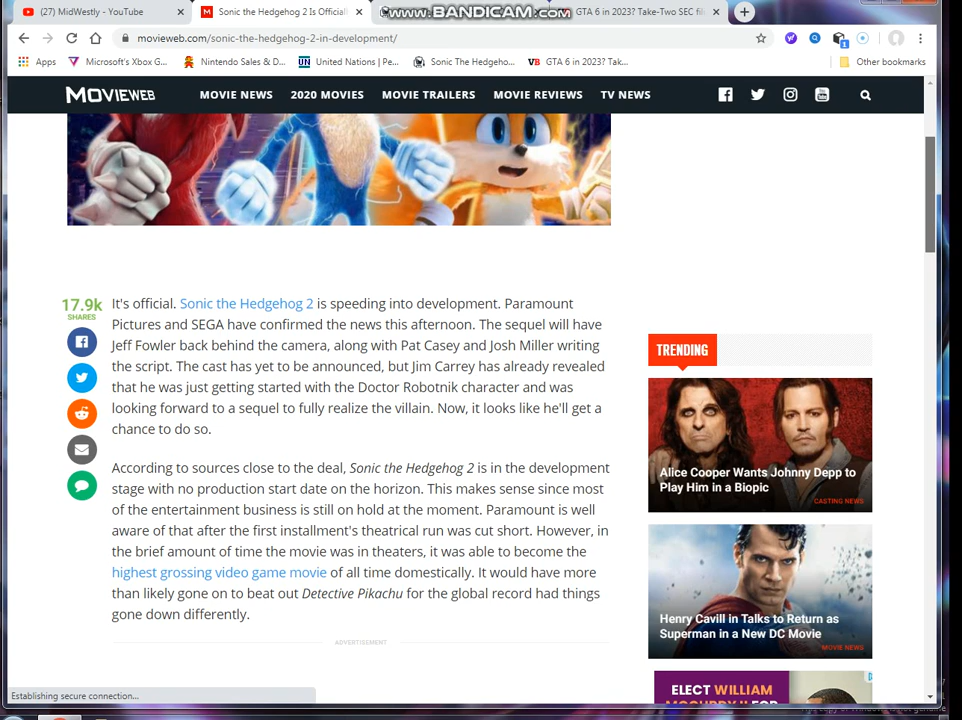 (27) MidWestly - YouTube
Sonic the Hedgehog 2 Is Officiall
www.BANDICAM.com
GTA 6 in 2023? Take-Two SEC fil
movieweb.com/sonic-the-hedgehog-2-in-development/
1
Apps
Microsoft's Xbox G...
Nintendo Sales & D...
UN
United Nations | Pe...
Sonic The Hedgeho...
VB
GTA 6 in 2023? Tak...
Other bookmarks
MOVIEWEB
MOVIE NEWS
2020 MOVIES
MOVIE TRAILERS
MOVIE REVIEWS
TV NEWS
17.9k
SHARES
It's official. Sonic the Hedgehog 2 is speeding into development. Paramount
Pictures and SEGA have confirmed the news this afternoon. The sequel will have
Jeff Fowler back behind the camera, along with Pat Casey and Josh Miller writing
the script. The cast has yet to be announced, but Jim Carrey has already revealed
that he was just getting started with the Doctor Robotnik character and was
looking forward to a sequel to fully realize the villain. Now, it looks like he'll get a
chance to do so.
According to sources close to the deal, Sonic the Hedgehog 2 is in the development
stage with no production start date on the horizon. This makes sense since most
of the entertainment business is still on hold at the moment. Paramount is well
aware of that after the first installment's theatrical run was cut short. However, in
the brief amount of time the movie was in theaters, it was able to become the
highest grossing video game movie of all time domestically. It would have more
than likely gone on to beat out Detective Pikachu for the global record had things
gone down differently.
ADVERTISEMENT
TRENDING
Alice Cooper Wants Johnny Depp to
Play Him in a Biopic
CASTING NEWS
Henry Cavill in Talks to Return as
Superman in a New DC Movie
MOVIE NEWS
ELECT WILLIAM
Establishing secure connection...